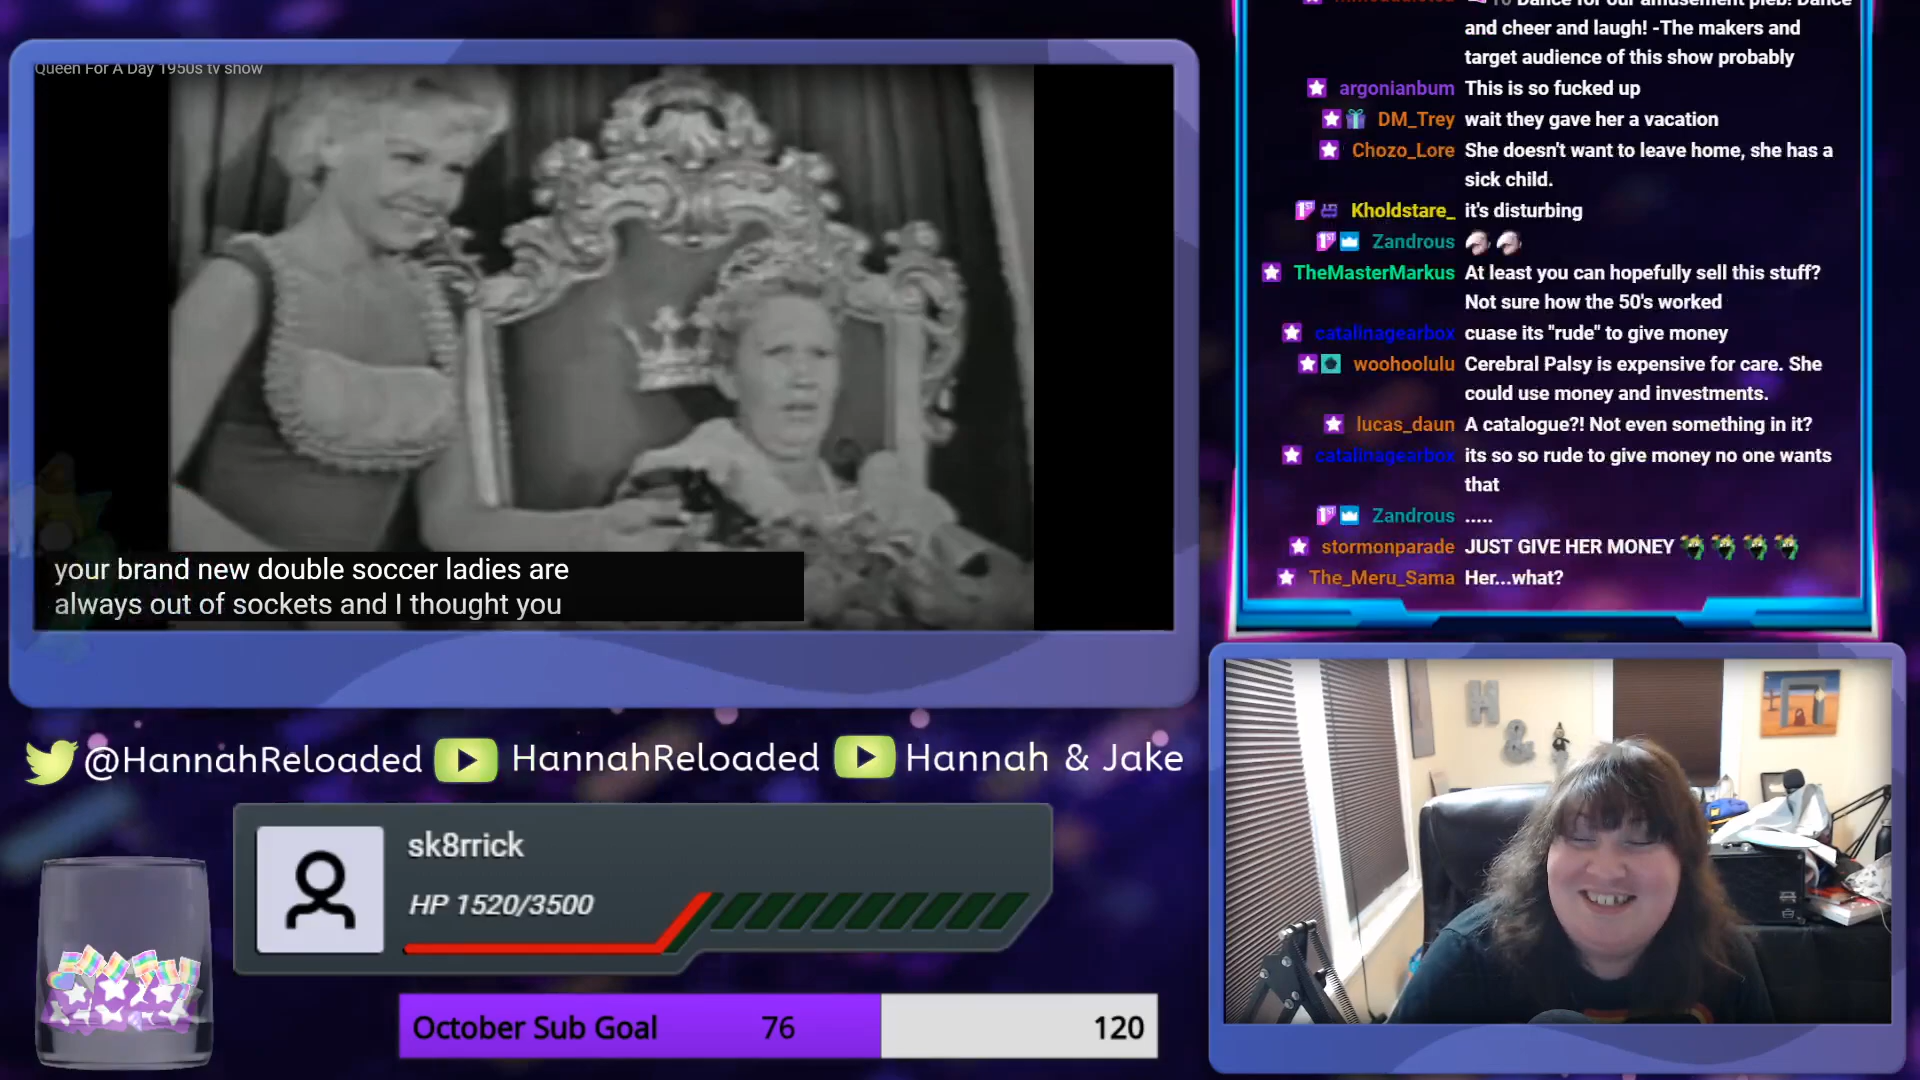 Queen For A Day 1950s tv show
your brand new double soccer ladies are
always out of sockets and I thought you
10 Dance for our amusement pleb! Dance
and cheer and laugh! -The makers and
target audience of this show probably
argonianbum This is so fucked up
DM_Trey wait they gave her a vacation
Chozo_Lore She doesn't want to leave home, she has a
sick child.
Kholdstare_ it's disturbing
Zandrous
TheMasterMarkus At least you can hopefully sell this stuff?
Not sure how the 50's worked
catalinagearbox cuase its "rude" to give money
woohoolulu Cerebral Palsy is expensive for care. She
could use money and investments.
lucas_daun A catalogue?! Not even something in it?
catalinagearbox its so so rude to give money no one wants
that
Zandrous .....
stormonparade JUST GIVE HER MONEY
The_Meru_Sama Her...what?
H
&
@HannahReloaded HannahReloaded Hannah & Jake
sk8rrick
HP 1520/3500
October Sub Goal 76 120